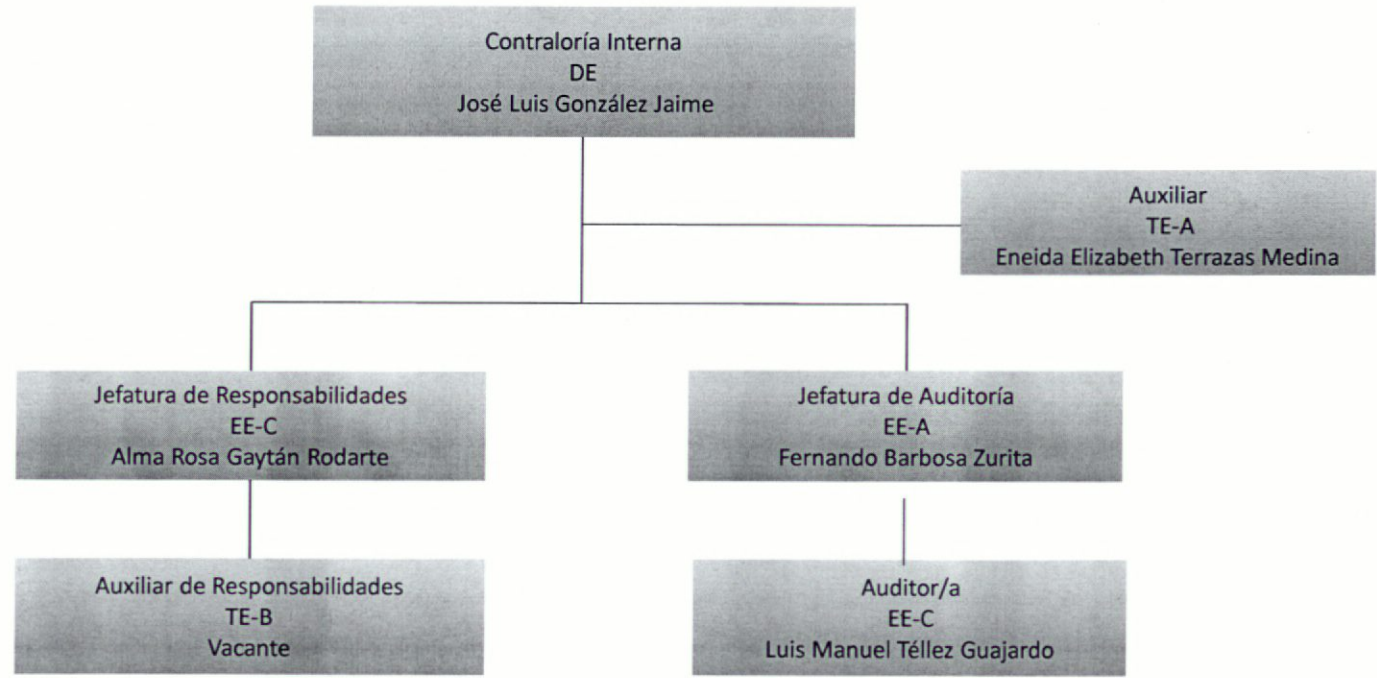 Contraloría Interna
DE
José Luis González Jaime
Auxiliar
TE-A
Eneida Elizabeth Terrazas Medina
Jefatura de Responsabilidades
EE-C
Alma Rosa Gaytán Rodarte
Jefatura de Auditoría
EE-A
Fernando Barbosa Zurita
Auxiliar de Responsabilidades
TE-B
Vacante
Auditor/a
EE-C
Luis Manuel Téllez Guajardo